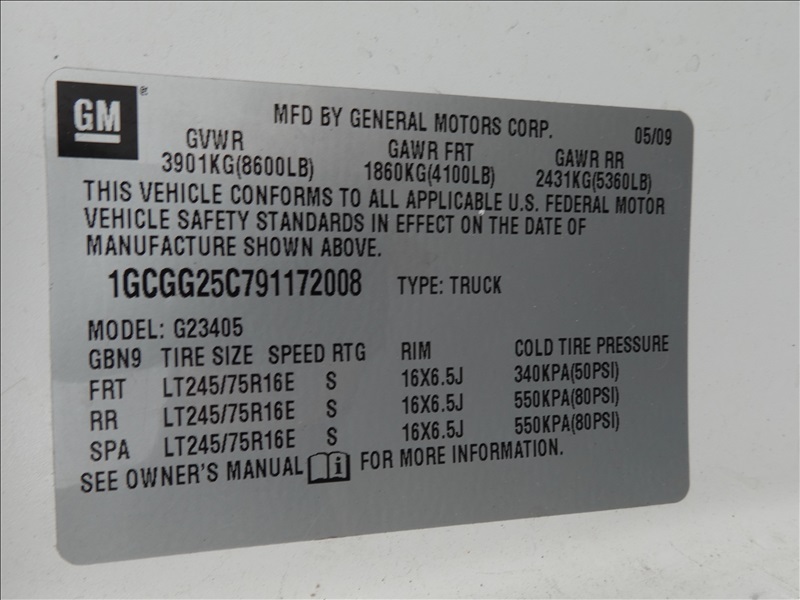 GM®
MFD BY GENERAL MOTORS CORP. 05/09
GVWR GAWR FRT GAWR RR
3901KG(8600LB) 1860KG(4100LB) 2431KG(5360LB)
THIS VEHICLE CONFORMS TO ALL APPLICABLE U.S. FEDERAL MOTOR
VEHICLE SAFETY STANDARDS IN EFFECT ON THE DATE OF
MANUFACTURE SHOWN ABOVE.
1GCGG25C791172008 TYPE: TRUCK
MODEL: G23405
GBN9 TIRE SIZE SPEED RTG RIM COLD TIRE PRESSURE
FRT LT245/75R16E S 16X6.5J 340KPA(50PSI)
RR LT245/75R16E S 16X6.5J 550KPA(80PSI)
SPA LT245/75R16E S 16X6.5J 550KPA(80PSI)
SEE OWNER'S MANUAL i FOR MORE INFORMATION.